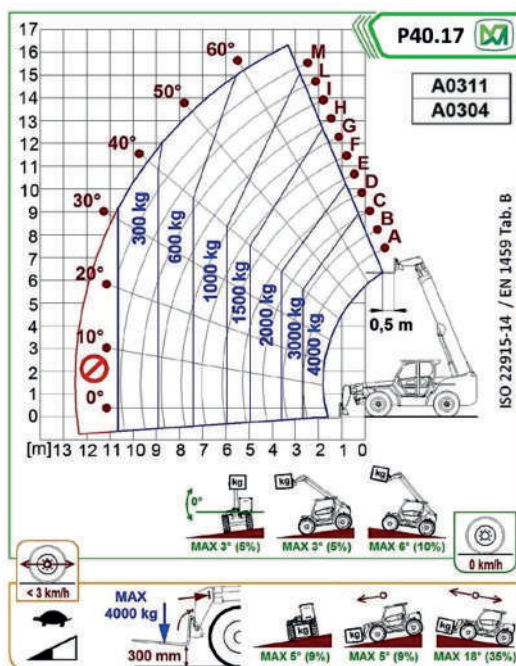 P40.17
A0311
A0304
17
16
15
14
13
12
11
10
9
8
7
6
5
4
3
2
1
0
60°
50°
40°
30°
20°
10°
0°
M
L
I
H
G
F
E
D
C
B
A
300 kg
600 kg
1000 kg
1500 kg
2000 kg
3000 kg
4000 kg
0,5 m
ISO 22915-14 / EN 1459 Tab. B
[m] 13 12 11 10 9 8 7 6 5 4 3 2 1 0
0°
kg
kg
kg
MAX 3° (5%)
MAX 3° (5%)
MAX 6° (10%)
0 km/h
< 3 km/h
MAX
4000 kg
300 mm
kg
kg
kg
MAX 5° (9%)
MAX 5° (9%)
MAX 18° (35%)